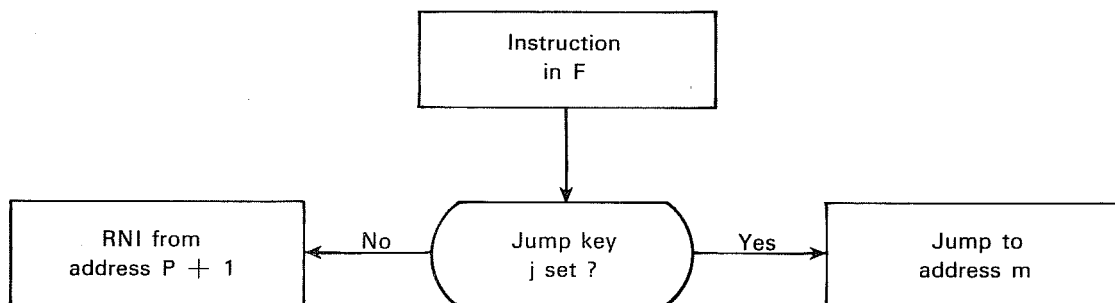 Instruction
in F
RNI from
address P + 1
No
Jump key
j set ?
Yes
Jump to
address m